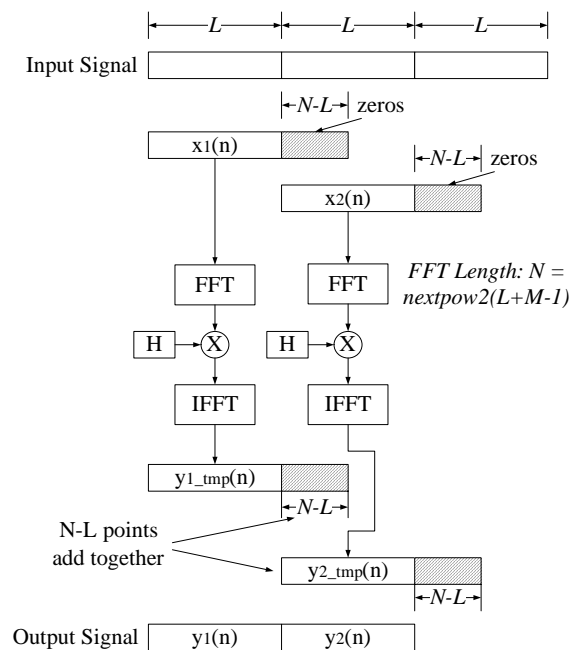 L L L
Input Signal
N-L zeros
x1(n) N-L zeros
x2(n)
FFT FFT FFT Length: N =
nextpow2(L+M-1)
H X H X
IFFT IFFT
y1_tmp(n)
N-L
N-L points
add together
y2_tmp(n)
N-L
Output Signal y1(n) y2(n)